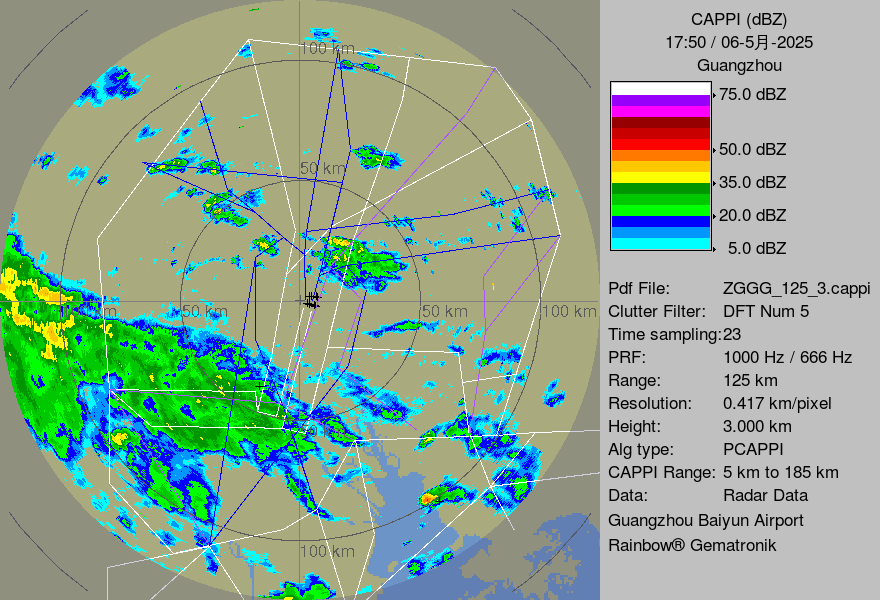 CAPPI (dBZ)
17:50 / 06-5月-2025
Guangzhou
75.0 dBZ
50.0 dBZ
35.0 dBZ
20.0 dBZ
5.0 dBZ
Pdf File: ZGGG_125_3.cappi
Clutter Filter: DFT Num 5
Time sampling:23
PRF: 1000 Hz / 666 Hz
Range: 125 km
Resolution: 0.417 km/pixel
Height: 3.000 km
Alg type: PCAPPI
CAPPI Range: 5 km to 185 km
Data: Radar Data
Guangzhou Baiyun Airport
Rainbow® Gematronik
100 km
50 km
50 km
50 km
100 km
100 km